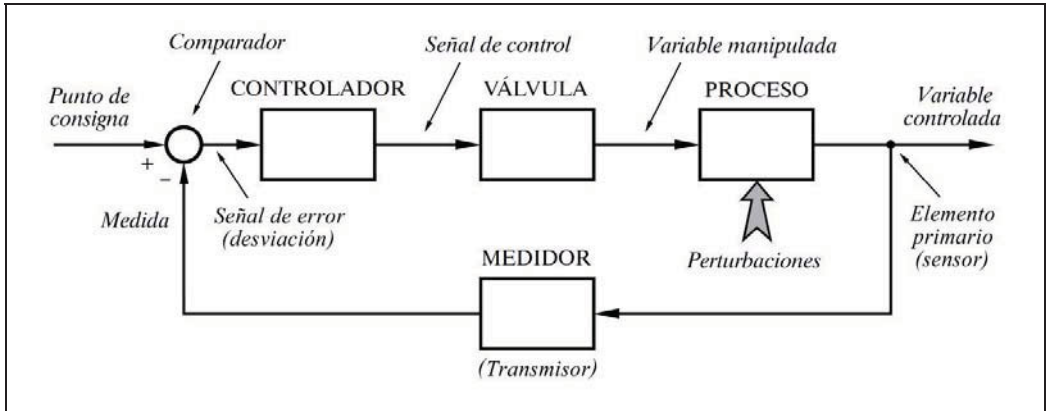 Comparador
Señal de control
Variable manipulada
Punto de
consigna
CONTROLADOR
VÁLVULA
PROCESO
Variable
controlada
+
−
Medida
Señal de error
(desviación)
MEDIDOR
(Transmisor)
Perturbaciones
Elemento
primario
(sensor)